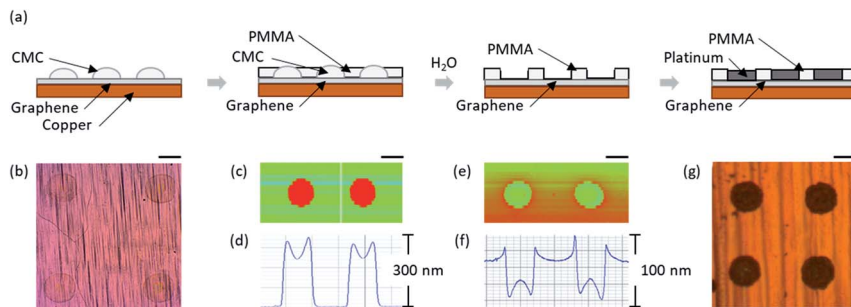 (a)
CMC
Graphene
Copper
PMMA
CMC
Graphene
H₂O
PMMA
Graphene
PMMA
Platinum
Graphene
(b)
(c)
(d)
300 nm
(e)
(f)
100 nm
(g)